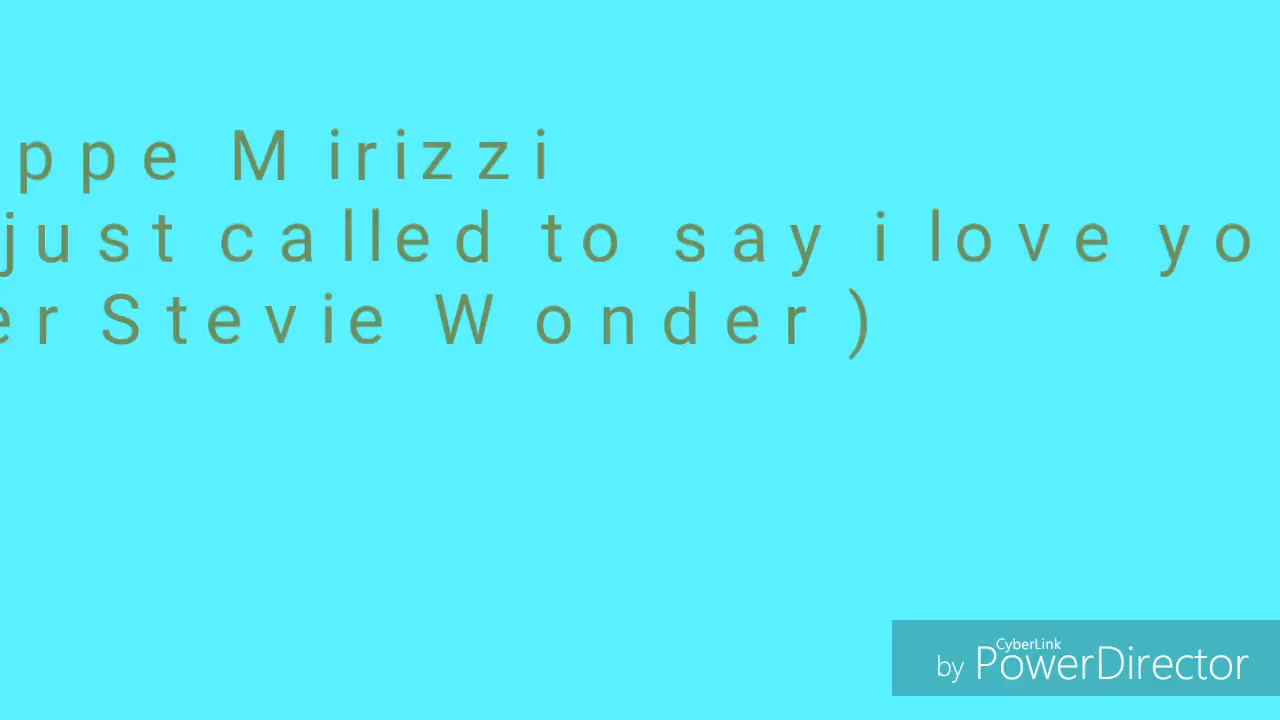 ppe Mirizzi
just called to say i love yo
er Stevie Wonder )
CyberLink
by PowerDirector